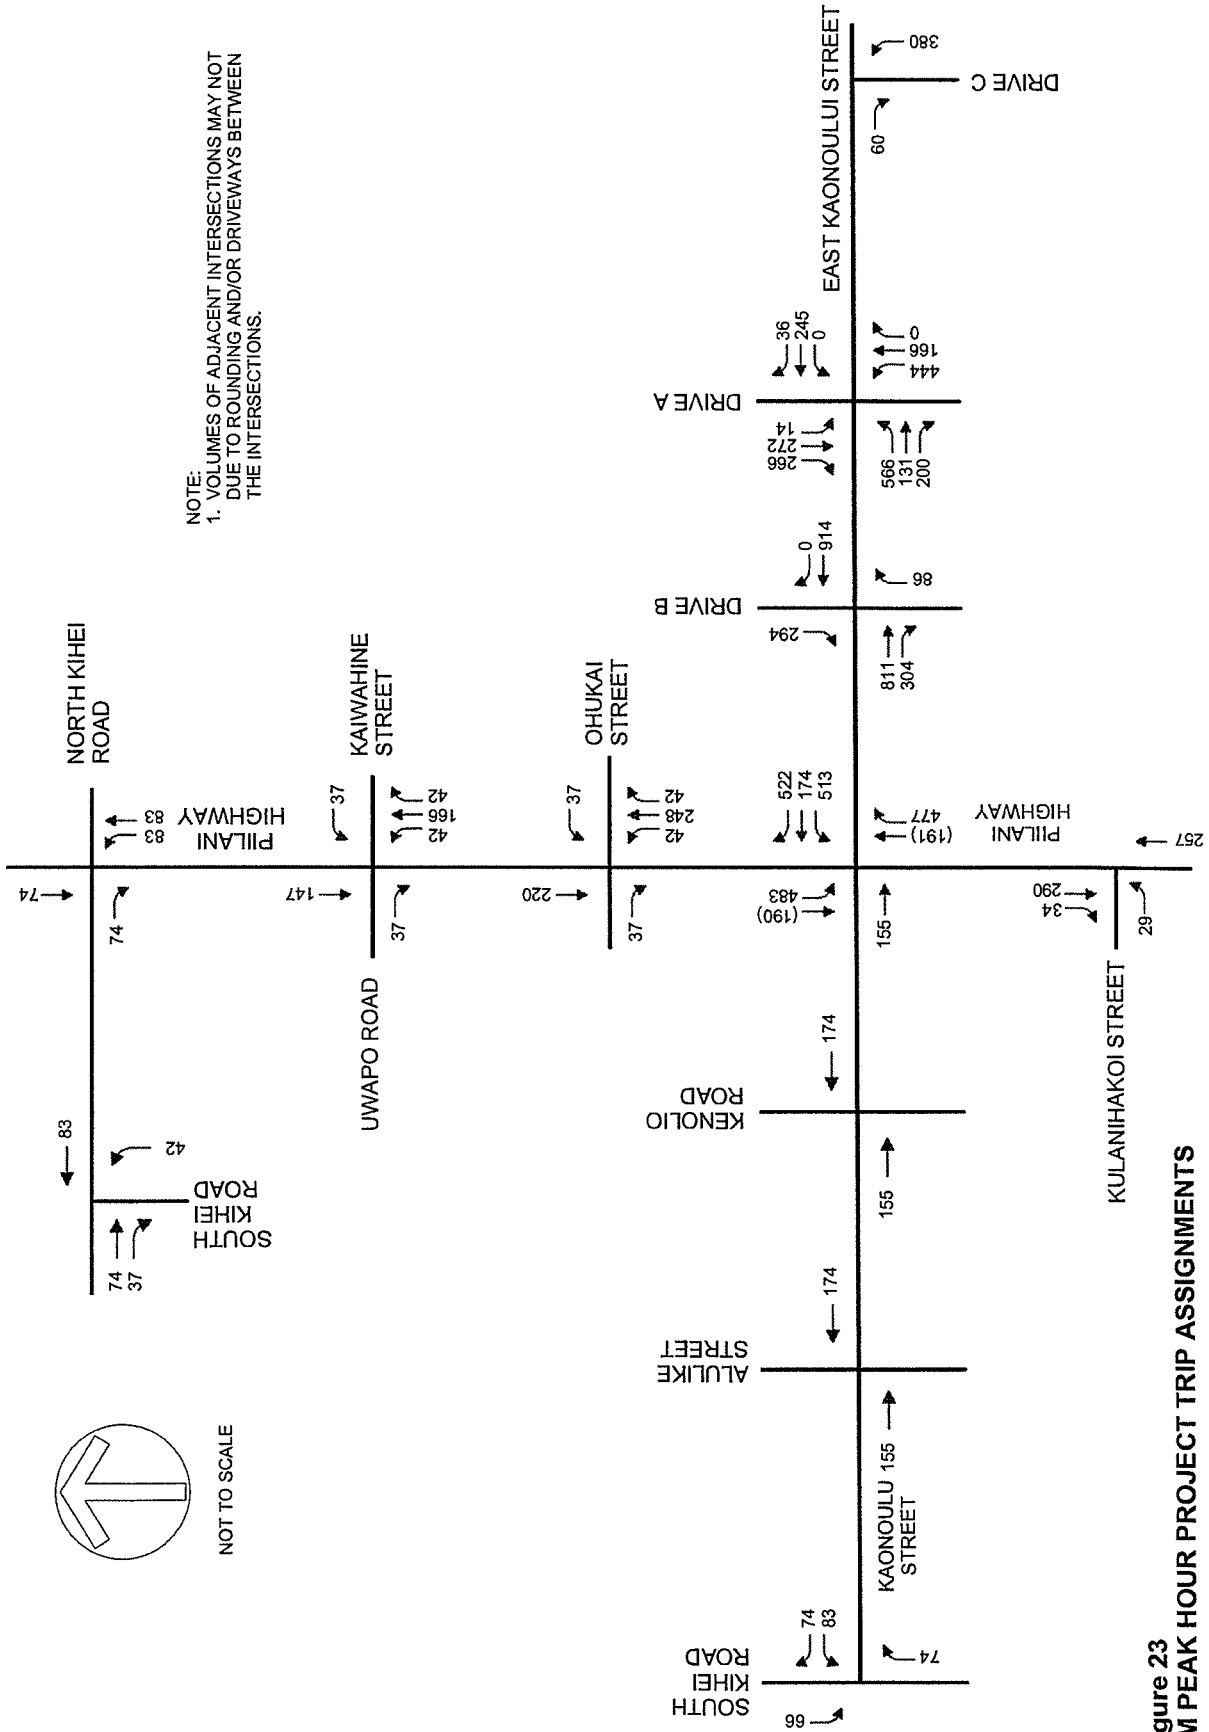 NOTE:
1. VOLUMES OF ADJACENT INTERSECTIONS MAY NOT
DUE TO ROUNDING AND/OR DRIVEWAYS BETWEEN
THE INTERSECTIONS.
NOT TO SCALE
NORTH KIHEI
ROAD
74
74
83
83
PIILANI
HIGHWAY
83
42
74
37
SOUTH
KIHEI
ROAD
KAIWAHINE
STREET
UWAPO ROAD
147
37
37
42
166
42
OHUKAI
STREET
220
37
37
42
248
42
EAST KAONOULUI STREET
DRIVE C
60
380
DRIVE A
36
245
0
14
272
266
566
131
200
444
166
0
DRIVE B
0
914
294
811
304
86
522
174
513
483
(190)
155
(191)
477
PIILANI
HIGHWAY
KENOLIO
ROAD
174
155
ALULIKE
STREET
174
155
KAONOULU
STREET
SOUTH
KIHEI
ROAD
74
83
66
74
KULANIHAKOI STREET
290
34
29
257
gure 23
M PEAK HOUR PROJECT TRIP ASSIGNMENTS